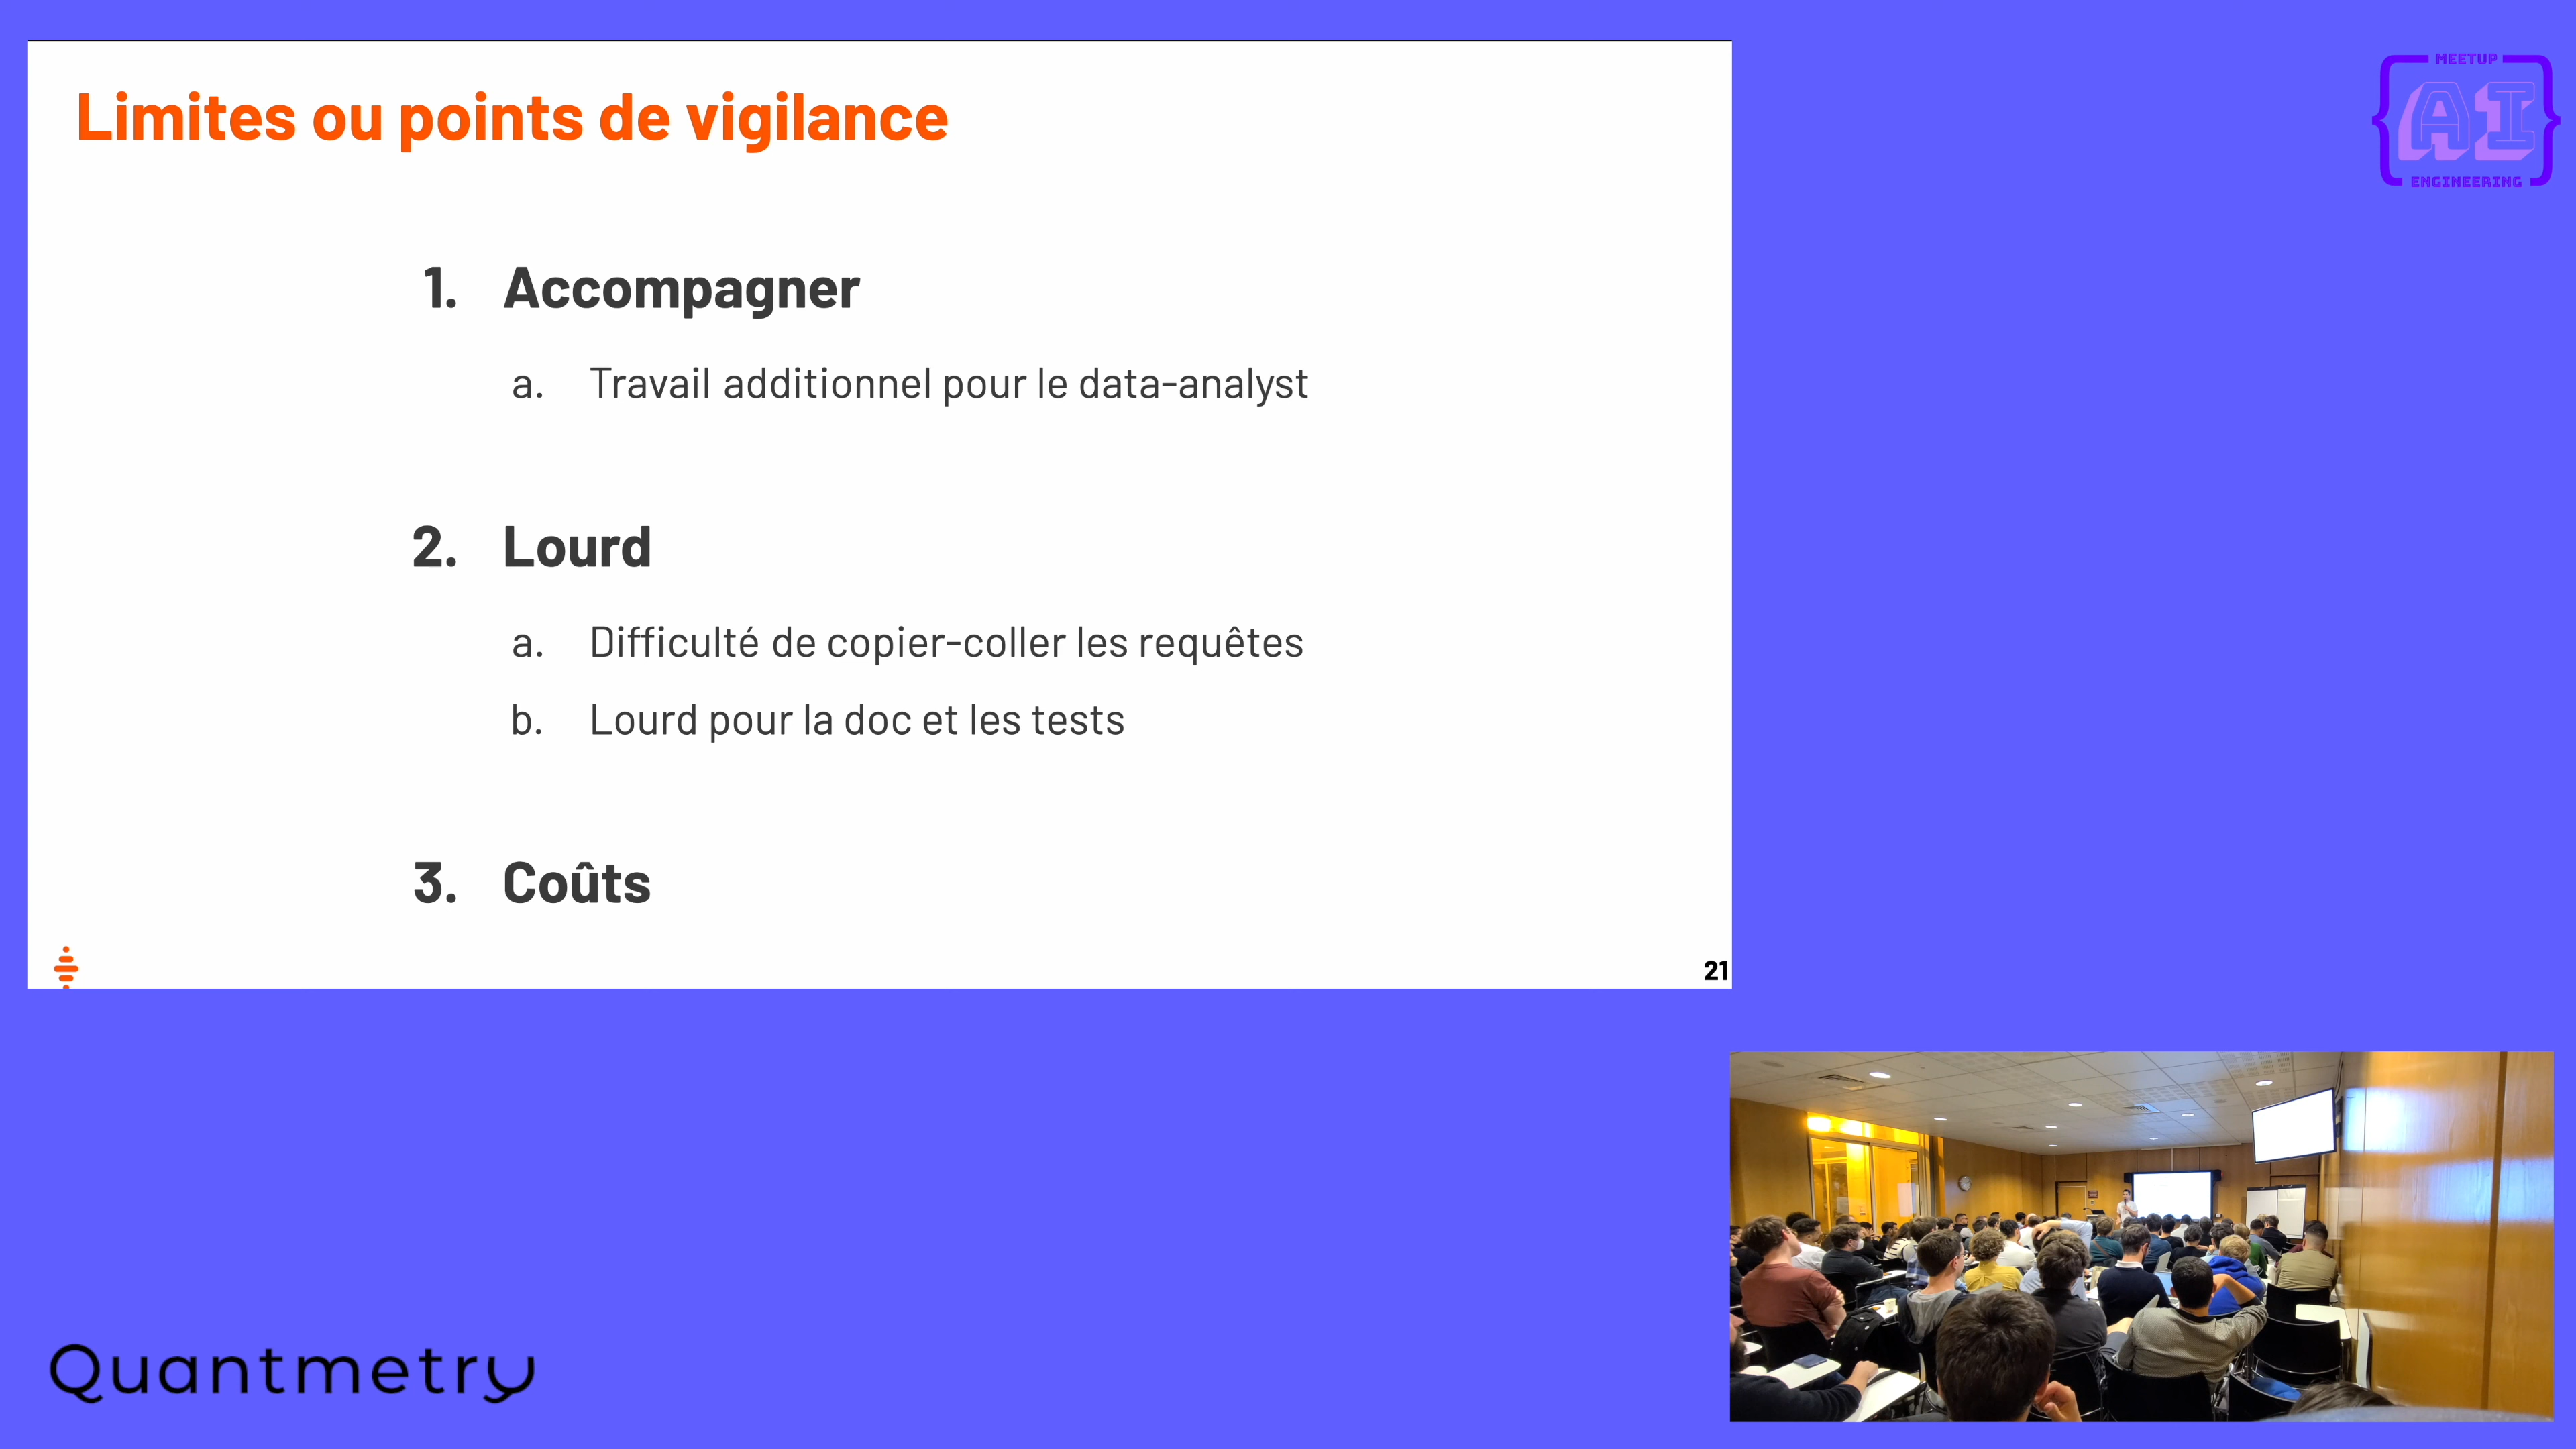 Limites ou points de vigilance
1. Accompagner
a. Travail additionnel pour le data-analyst
2. Lourd
a. Difficulté de copier-coller les requêtes
b. Lourd pour la doc et les tests
3. Coûts
21
MEETUP
AI
ENGINEERING
Quantmetry